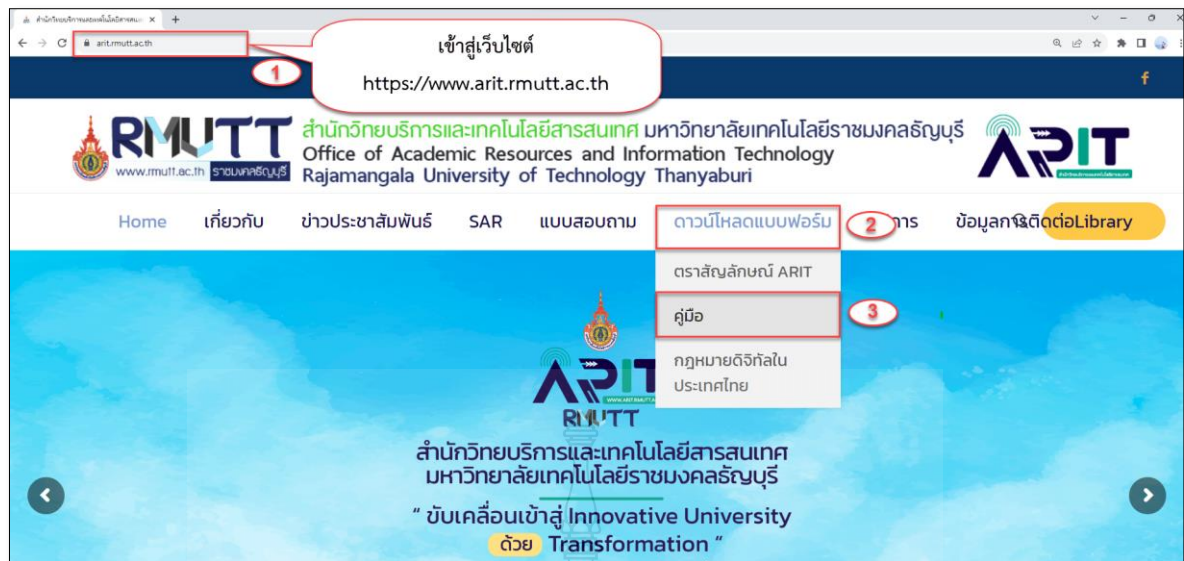 สำนักวิทยบริการและเทคโนโลยีสารสนเ
arit.rmutt.ac.th
เข้าสู่เว็บไซต์
1
https://www.arit.rmutt.ac.th
f
RMUTT
www.rmutt.ac.th ราชมงคลธัญบุรี
สำนักวิทยบริการและเทคโนโลยีสารสนเทศ มหาวิทยาลัยเทคโนโลยีราชมงคลธัญบุรี
Office of Academic Resources and Information Technology
Rajamangala University of Technology Thanyaburi
ARIT
Home เกี่ยวกับ ข่าวประชาสัมพันธ์ SAR แบบสอบถาม ดาวน์โหลดแบบฟอร์ม 2 การ ข้อมูลการติดต่อ Library
ตราสัญลักษณ์ ARIT
คู่มือ 3
กฎหมายดิจิทัลใน
ประเทศไทย
ARIT
RMUTT
สำนักวิทยบริการและเทคโนโลยีสารสนเทศ
มหาวิทยาลัยเทคโนโลยีราชมงคลธัญบุรี
“ ขับเคลื่อนเข้าสู่ Innovative University
ด้วย Transformation “